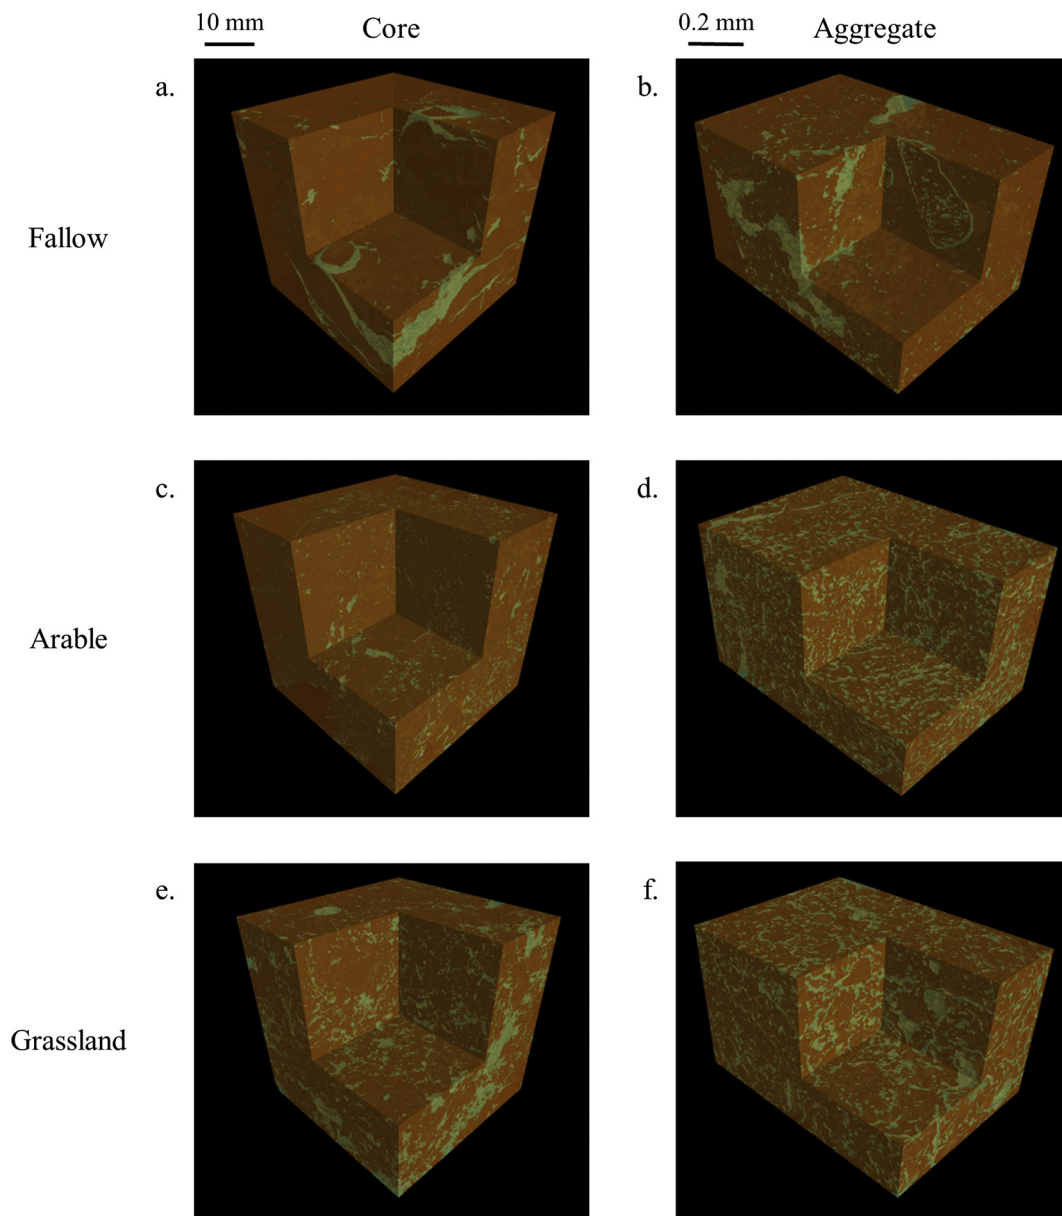 10 mm
Core
0.2 mm
Aggregate
a.
b.
Fallow
c.
d.
Arable
e.
f.
Grassland